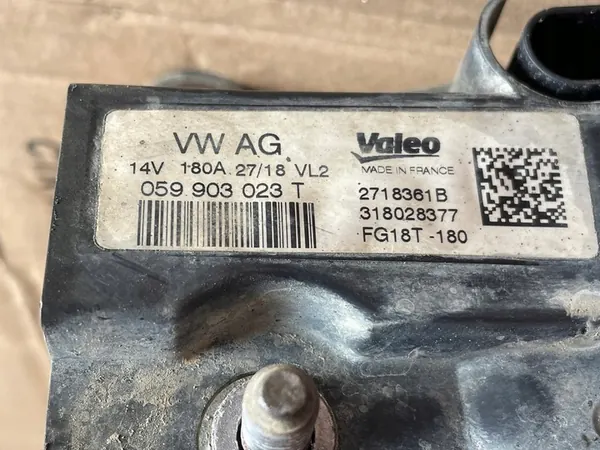 VW AG
14V 180A 27/18 VL2
059 903 023 T
Valeo
MADE IN FRANCE
2718361B
318028377
FG18T -180